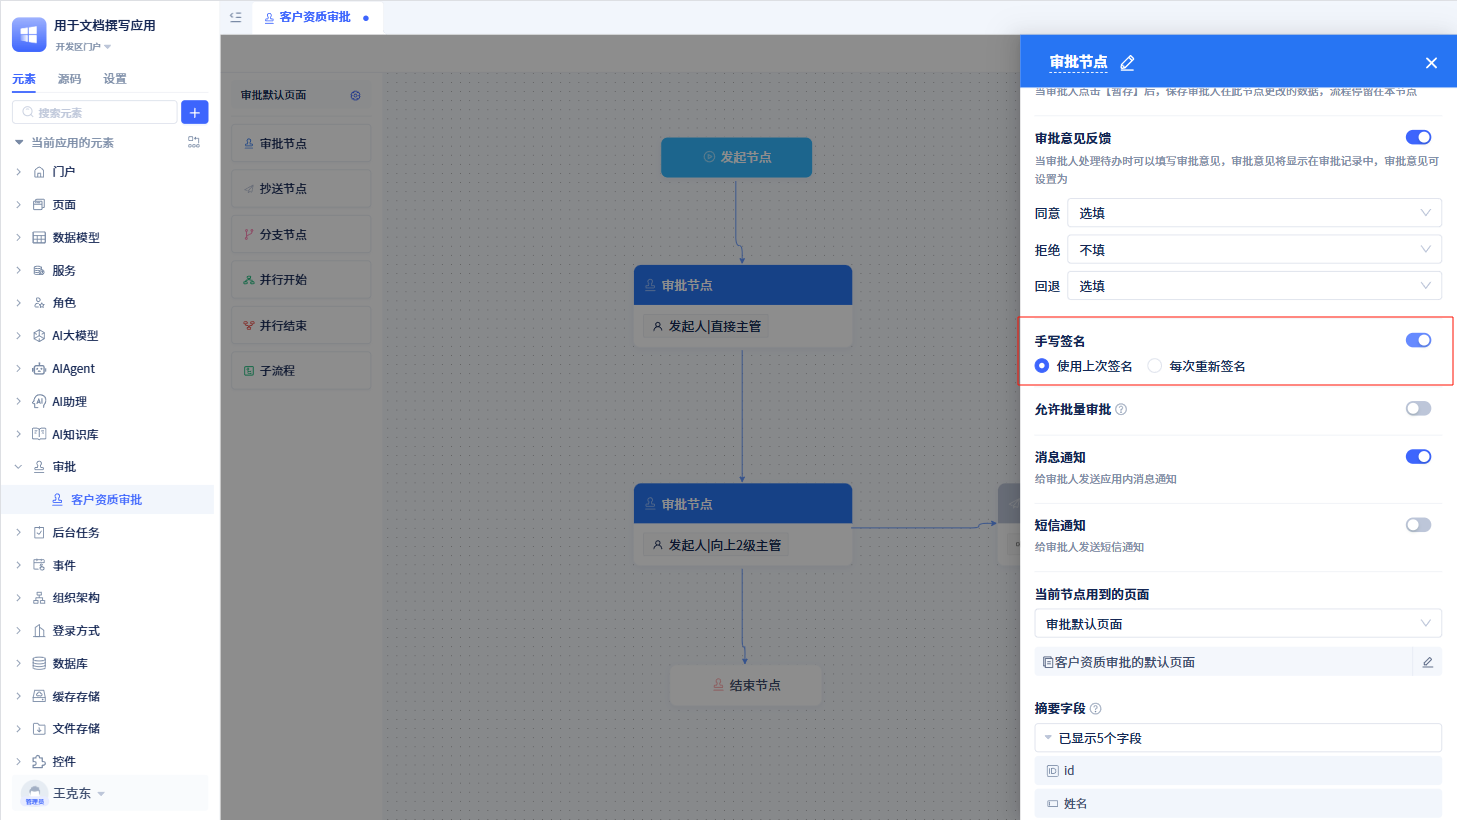 用于文档撰写应用
开发区门户
元素 源码 设置
搜索元素
当前应用的元素
门户
页面
数据模型
服务
角色
AI大模型
AIAgent
AI助理
AI知识库
审批
客户资质审批
后台任务
事件
组织架构
登录方式
数据库
缓存存储
文件存储
控件
管理员
王克东
客户资质审批
审批默认页面
审批节点
抄送节点
分支节点
并行开始
并行结束
子流程
发起节点
审批节点
发起人|直接主管
审批节点
发起人|向上2级主管
结束节点
审批节点
当审批人点击【暂存】后，保存审批人在此节点更改的数据，流程停留在本节点
审批意见反馈
当审批人处理待办时可以填写审批意见，审批意见将显示在审批记录中，审批意见可
设置为
同意 选填
拒绝 不填
回退 选填
手写签名
使用上次签名 每次重新签名
允许批量审批
消息通知
给审批人发送应用内消息通知
短信通知
给审批人发送短信通知
当前节点用到的页面
审批默认页面
客户资质审批的默认页面
摘要字段
已显示5个字段
id
姓名